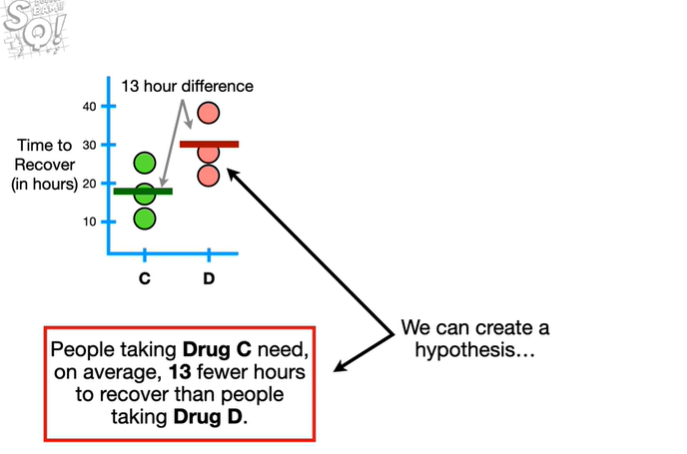 SQ!
13 hour difference
40
Time to
Recover
(in hours)
30
20
10
C
D
We can create a
hypothesis...
People taking Drug C need,
on average, 13 fewer hours
to recover than people
taking Drug D.